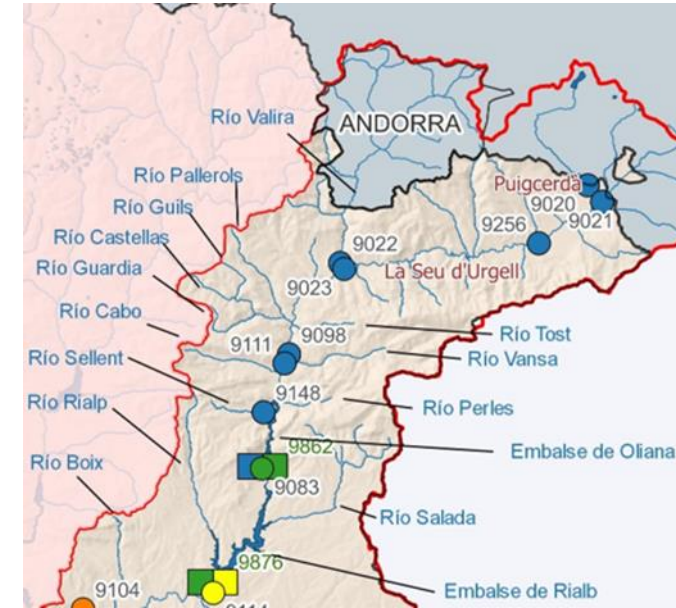 Río Valira
ANDORRA
Río Pallerols
Puigcerdà
Río Guils
9020
9256
9021
Río Castellas
9022
La Seu d'Urgell
Río Guardia
9023
Río Cabo
9098
Río Tost
9111
Río Vansa
Río Sellent
9148
Río Rialp
Río Perles
9862
Embalse de Oliana
Río Boix
9083
Río Salada
9876
9104
Embalse de Rialb